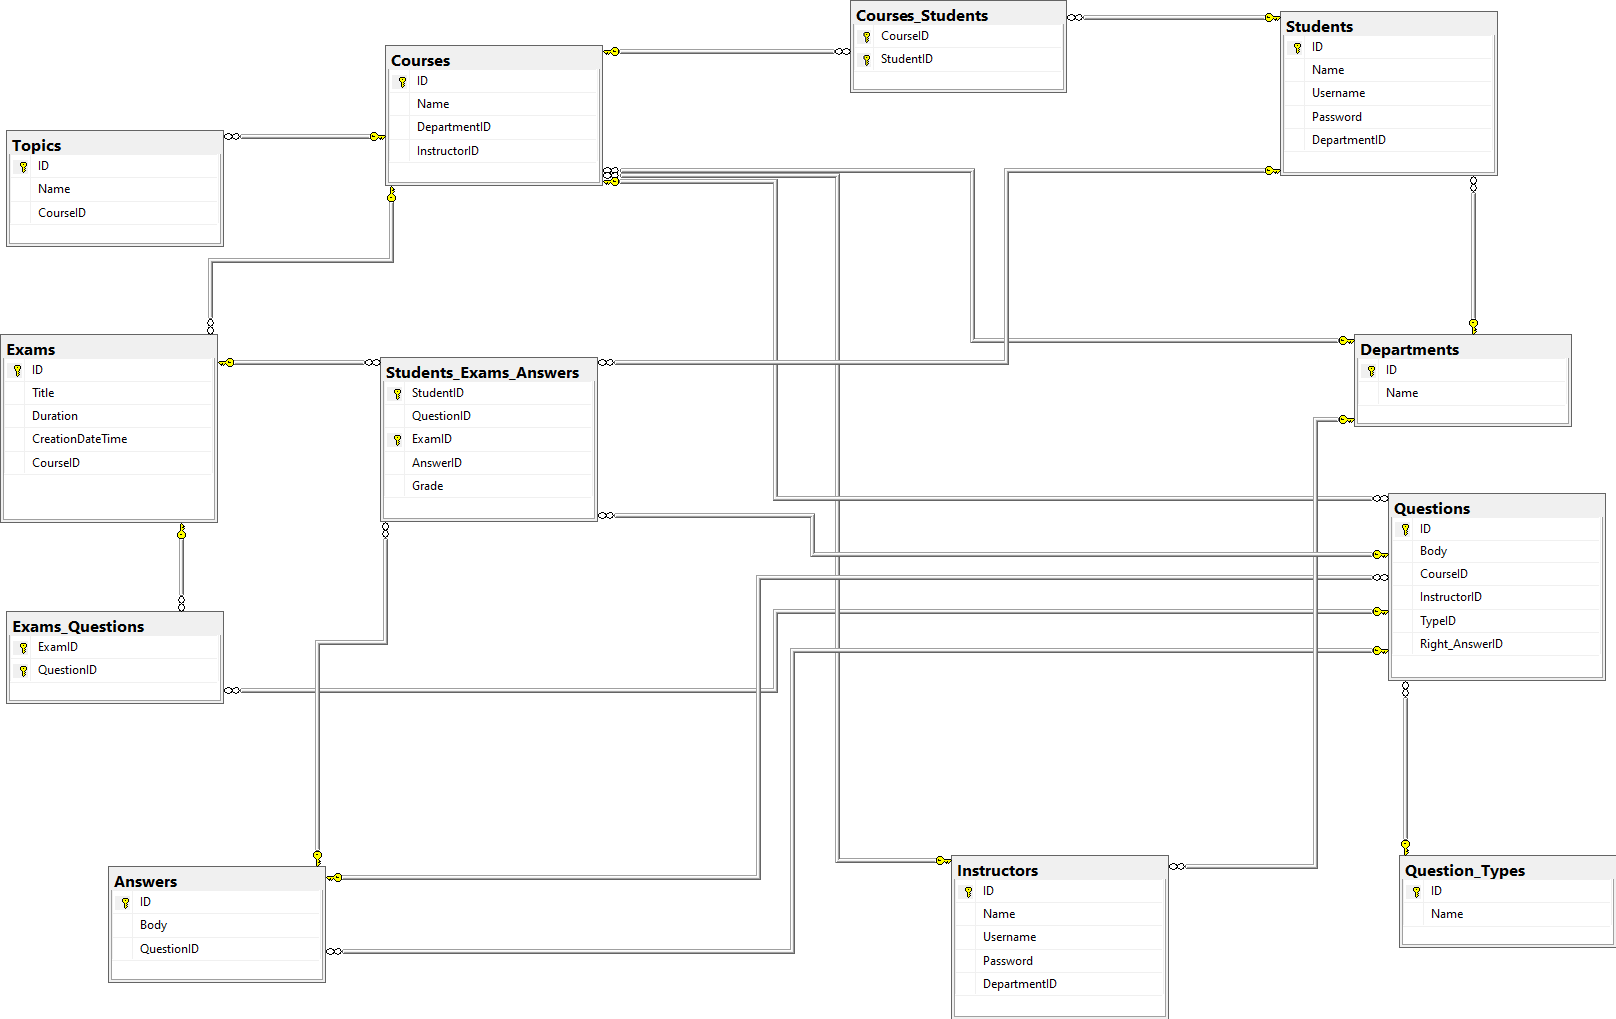 Courses_Students
CourseID
StudentID
Students
ID
Name
Username
Password
DepartmentID
Courses
ID
Name
DepartmentID
InstructorID
Topics
ID
Name
CourseID
Exams
ID
Title
Duration
CreationDateTime
CourseID
Students_Exams_Answers
StudentID
QuestionID
ExamID
AnswerID
Grade
Departments
ID
Name
Questions
ID
Body
CourseID
InstructorID
TypeID
Right_AnswerID
Exams_Questions
ExamID
QuestionID
Answers
ID
Body
QuestionID
Instructors
ID
Name
Username
Password
DepartmentID
Question_Types
ID
Name